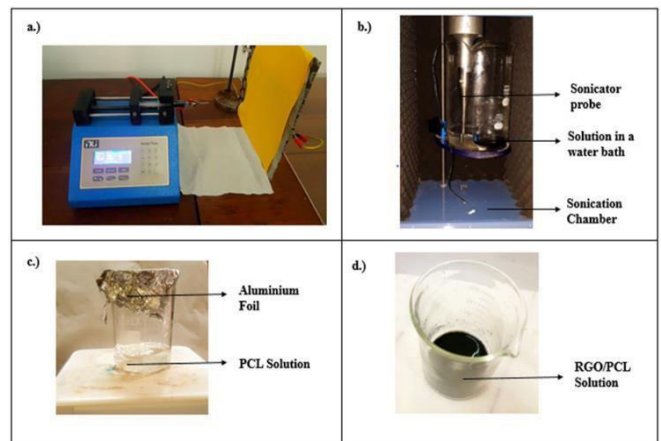 a.)
b.)
Sonicator
probe
Solution in a
water bath
Sonication
Chamber
c.)
Aluminium
Foil
PCL Solution
d.)
RGO/PCL
Solution